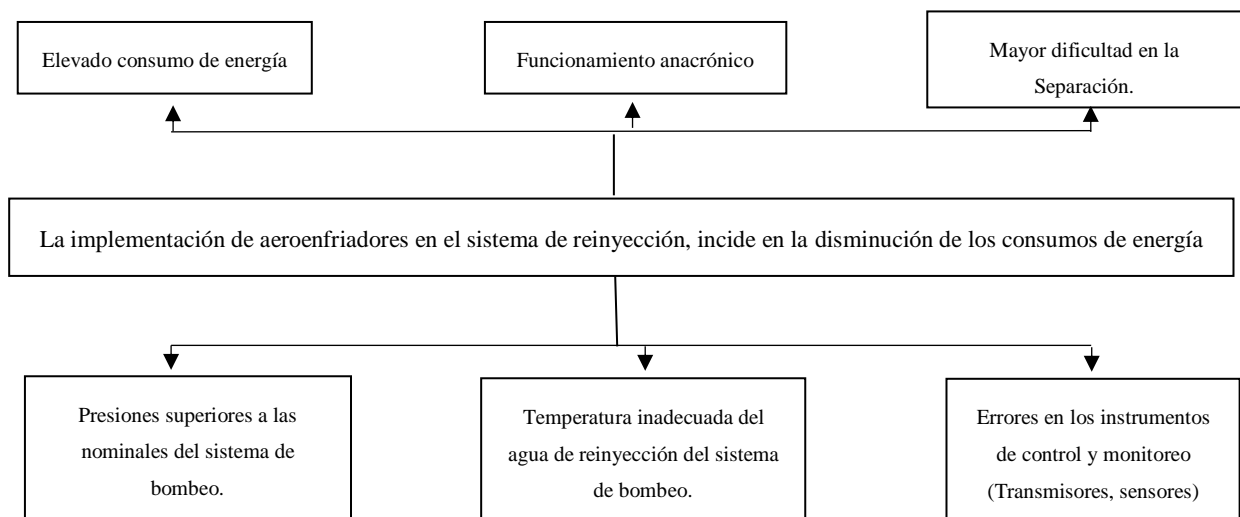 Elevado consumo de energía
Funcionamiento anacrónico
Mayor dificultad en la
Separación.
La implementación de aeroenfriadores en el sistema de reinyección, incide en la disminución de los consumos de energía
Presiones superiores a las
nominales del sistema de
bombeo.
Temperatura inadecuada del
agua de reinyección del sistema
de bombeo.
Errores en los instrumentos
de control y monitoreo
(Transmisores, sensores)